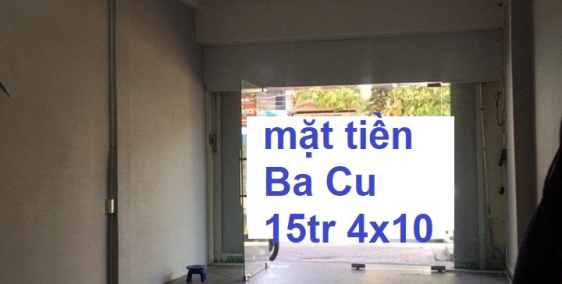 mặt tiền
Ba Cu
15tr 4x10